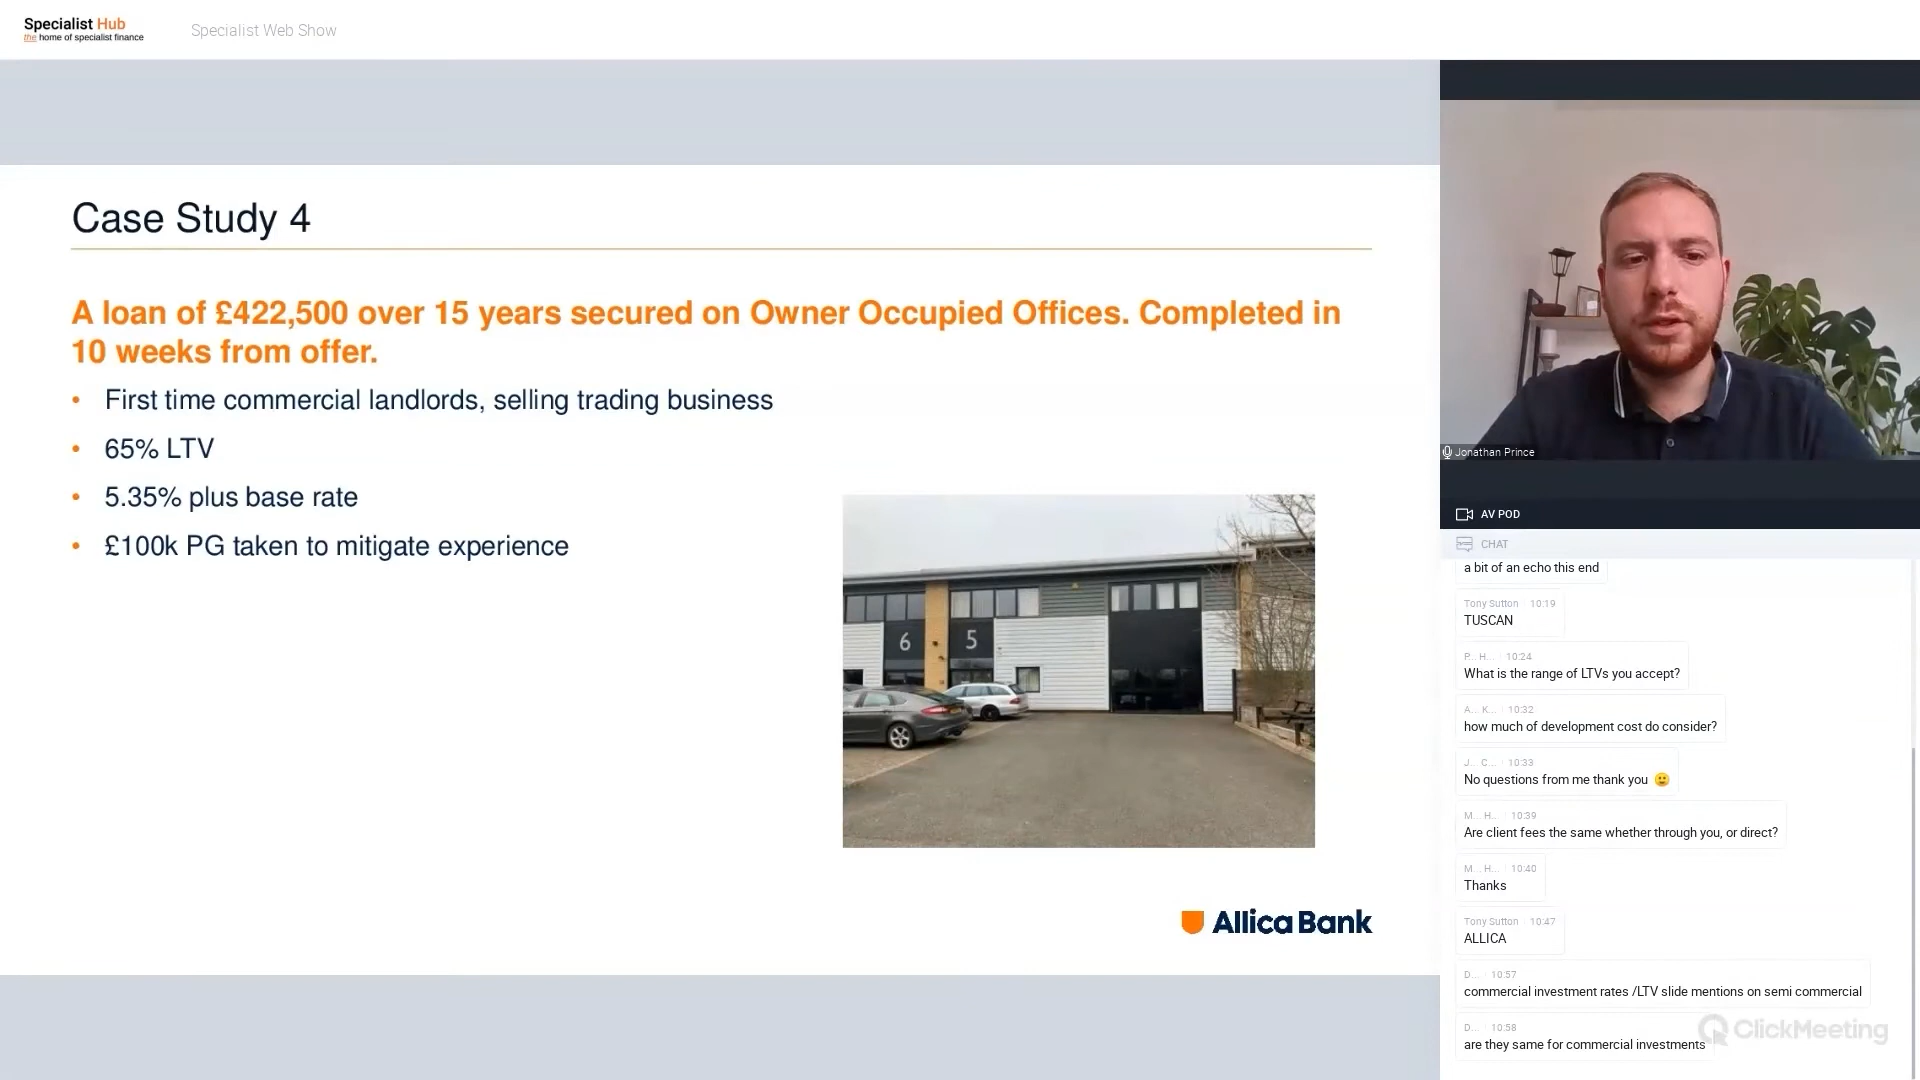 Specialist Hub
the home of specialist finance
Specialist Web Show
Case Study 4
A loan of £422,500 over 15 years secured on Owner Occupied Offices. Completed in
10 weeks from offer.
• First time commercial landlords, selling trading business
• 65% LTV
• 5.35% plus base rate
• £100k PG taken to mitigate experience
6
5
Allica Bank
Jonathan Prince
AV POD
CHAT
a bit of an echo this end
Tony Sutton 10:19
TUSCAN
P... H... 10:24
What is the range of LTVs you accept?
A... K... 10:32
how much of development cost do consider?
J... C... 10:33
No questions from me thank you 🙂
M... H... 10:39
Are client fees the same whether through you, or direct?
M... H... 10:40
Thanks
Tony Sutton 10:47
ALLICA
D... 10:57
commercial investment rates /LTV slide mentions on semi commercial
D... 10:58
are they same for commercial investments
ClickMeeting